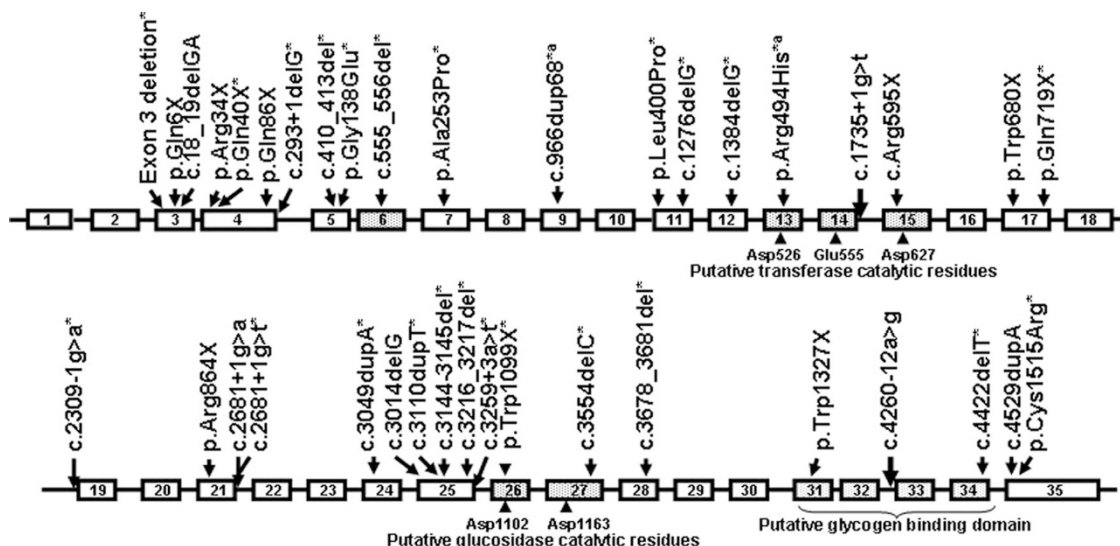 Exon 3 deletion*
p.Gln6X
c.18_19delGA
p.Arg34X
p.Gln40X*
p.Gln86X
c.293+1delG*
c.410_413del*
p.Gly138Glu*
c.555_556del*
p.Ala253Pro*
c.966dup68*a
p.Leu400Pro*
c.1276delG*
c.1384delG*
p.Arg494His*a
c.1735+1g>t
c.Arg595X
p.Trp680X
p.Gln719X*
1 2 3 4 5 6 7 8 9 10 11 12 13 14 15 16 17 18
Asp526 Glu555 Asp627
Putative transferase catalytic residues
c.2309-1g>a*
p.Arg864X
c.2681+1g>a
c.2681+1g>t*
c.3049dupA*
c.3014delG
c.3110dupT*
c.3144-3145del*
c.3216_3217del*
c.3259+3a>t*
p.Trp1099X*
c.3554delC*
c.3678_3681del*
p.Trp1327X
c.4260-12a>g
c.4422delT*
c.4529dupA
p.Cys1515Arg*
19 20 21 22 23 24 25 26 27 28 29 30 31 32 33 34 35
Asp1102 Asp1163
Putative glucosidase catalytic residues
Putative glycogen binding domain